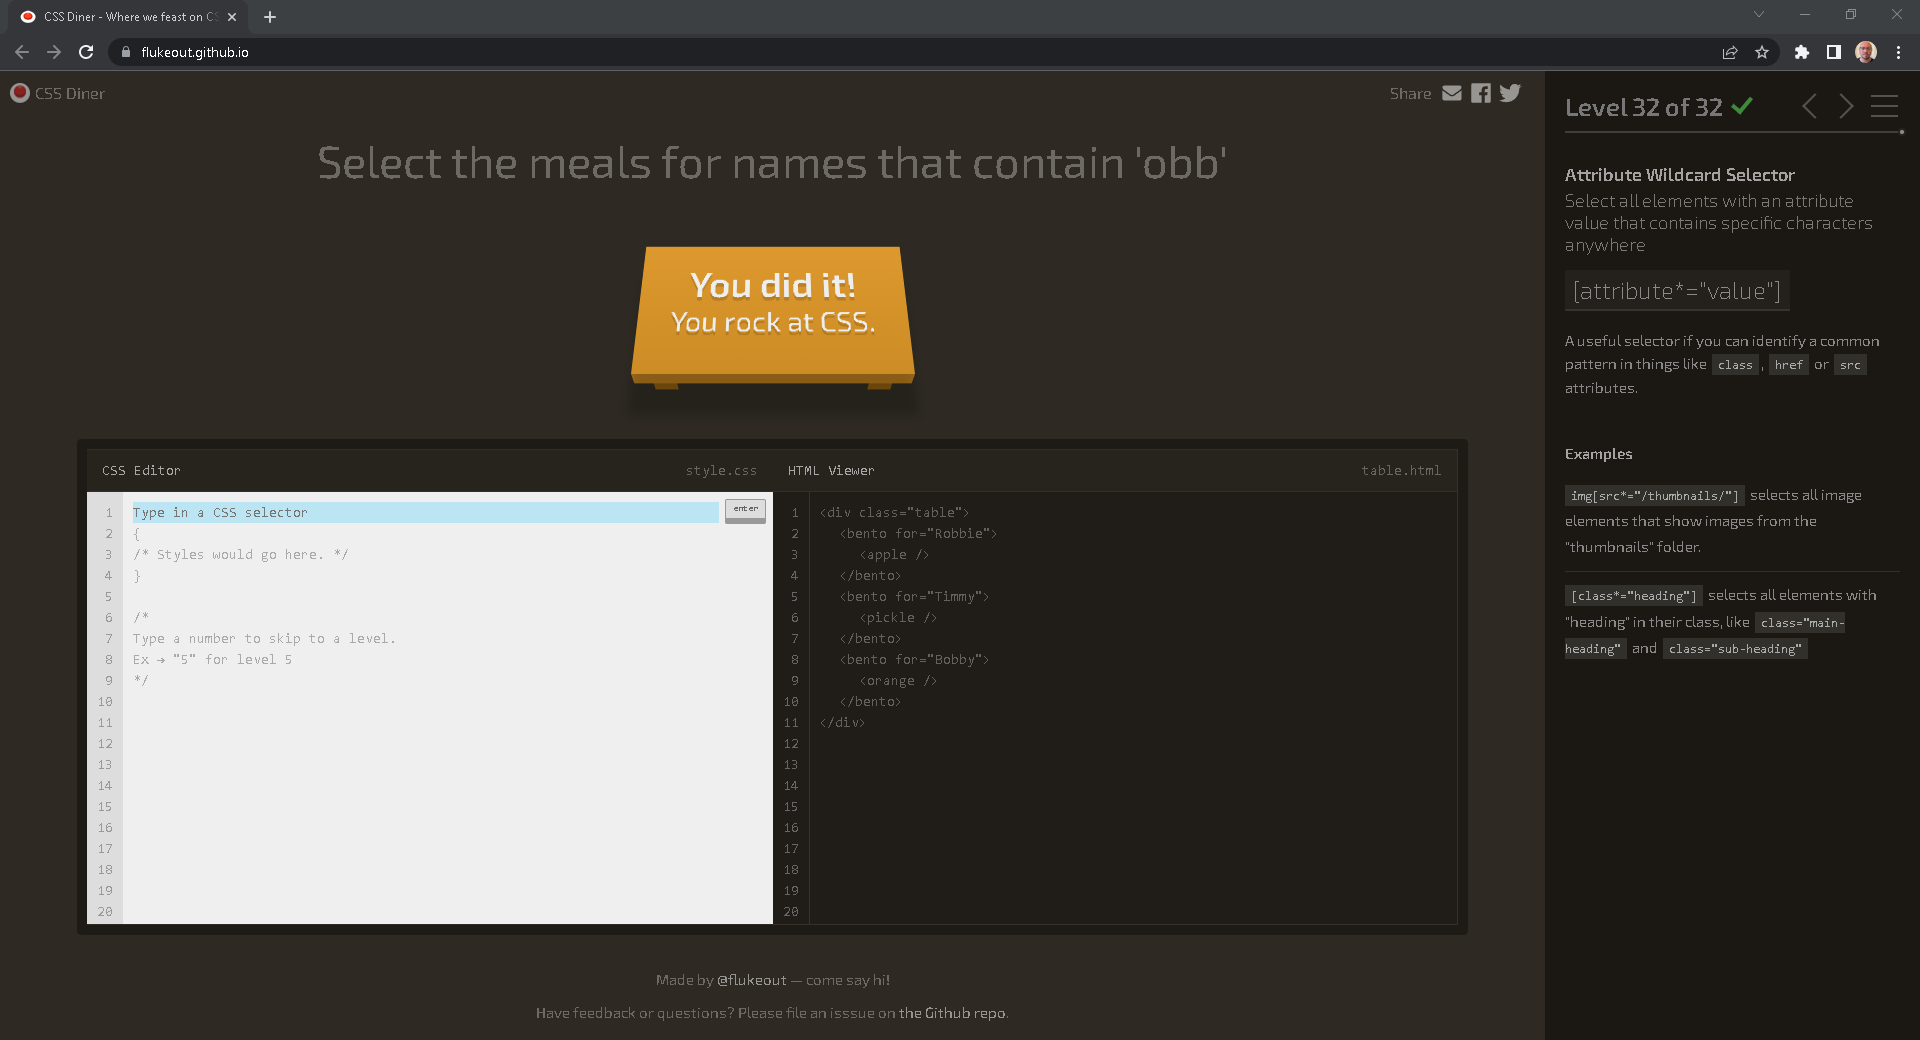 CSS Diner - Where we feast on CS
flukeout.github.io
CSS Diner
Share
Select the meals for names that contain 'obb'
You did it!
You rock at CSS.
CSS Editor
style.css
1 Type in a CSS selector
enter
2 {
3 /* Styles would go here. */
4 }
5
6 /*
7 Type a number to skip to a level.
8 Ex → "5" for level 5
9 */
10
11
12
13
14
15
16
17
18
19
20
HTML Viewer
table.html
1 <div class="table">
2 <bento for="Robbie">
3 <apple />
4 </bento>
5 <bento for="Timmy">
6 <pickle />
7 </bento>
8 <bento for="Bobby">
9 <orange />
10 </bento>
11 </div>
12
13
14
15
16
17
18
19
20
Made by @flukeout — come say hi!
Have feedback or questions? Please file an isssue on the Github repo.
Level 32 of 32
Attribute Wildcard Selector
Select all elements with an attribute
value that contains specific characters
anywhere
[attribute*="value"]
A useful selector if you can identify a common
pattern in things like class, href or src
attributes.
Examples
img[src*="/thumbnails/"] selects all image
elements that show images from the
"thumbnails" folder.
[class*="heading"] selects all elements with
"heading" in their class, like class="main-
heading" and class="sub-heading"